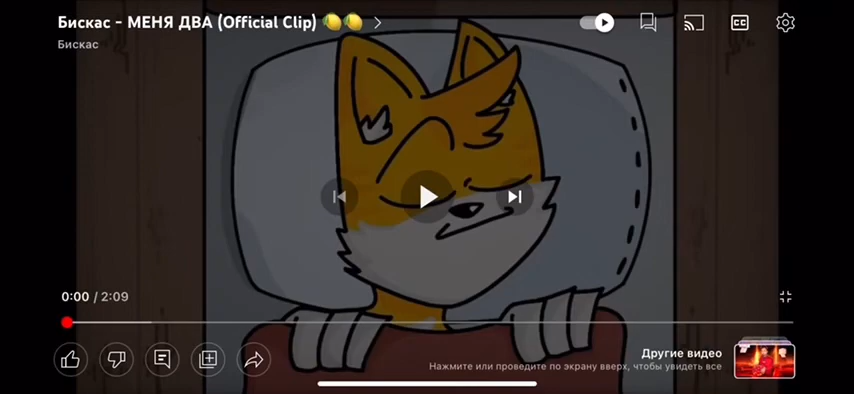 Бискас - МЕНЯ ДВА (Official Clip) 🍋🍋
Бискас
CC
0:00 / 2:09
Другие видео
Нажмите или проведите по экрану вверх, чтобы увидеть все